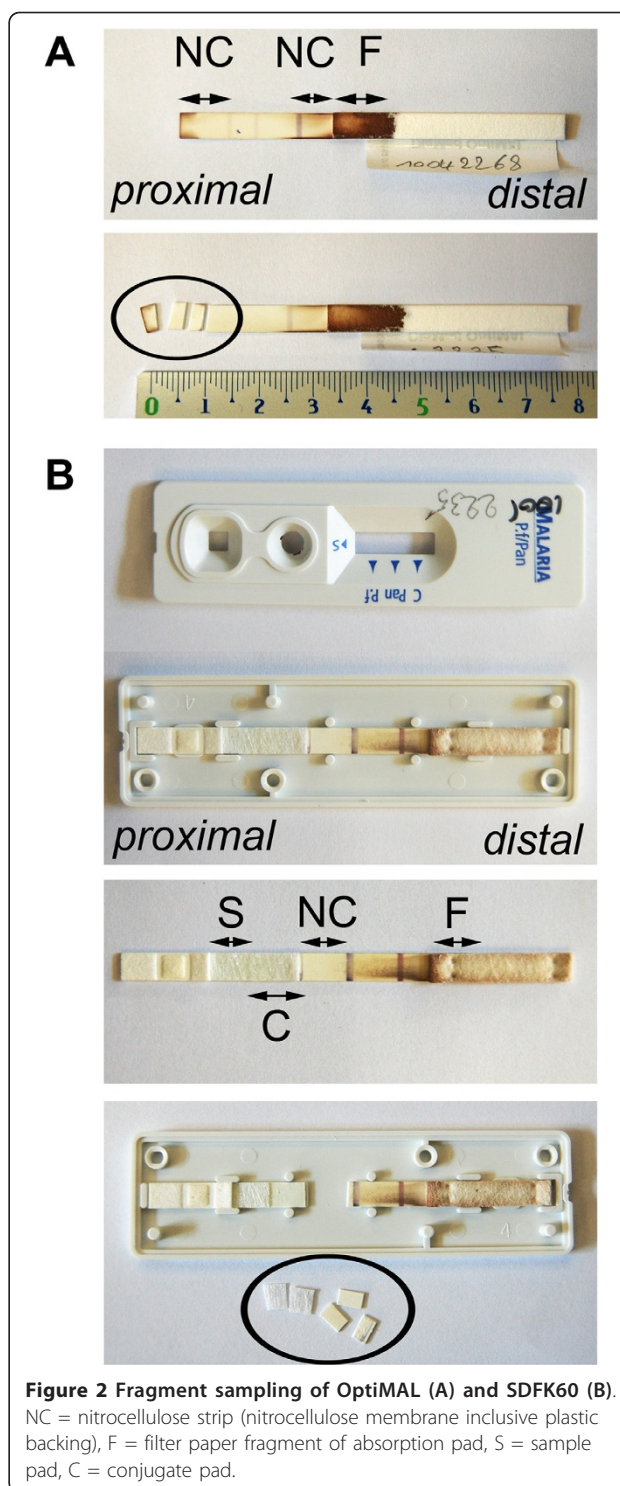 A
NC NC F
10042268
proximal distal
0 1 2 3 4 5 6 7 8
B
2235
MALARIA
P.f/Pan
S
C Pan P.f
4
proximal distal
S NC F
C
4
Figure 2 Fragment sampling of OptiMAL (A) and SDFK60 (B).
NC = nitrocellulose strip (nitrocellulose membrane inclusive plastic
backing), F = filter paper fragment of absorption pad, S = sample
pad, C = conjugate pad.